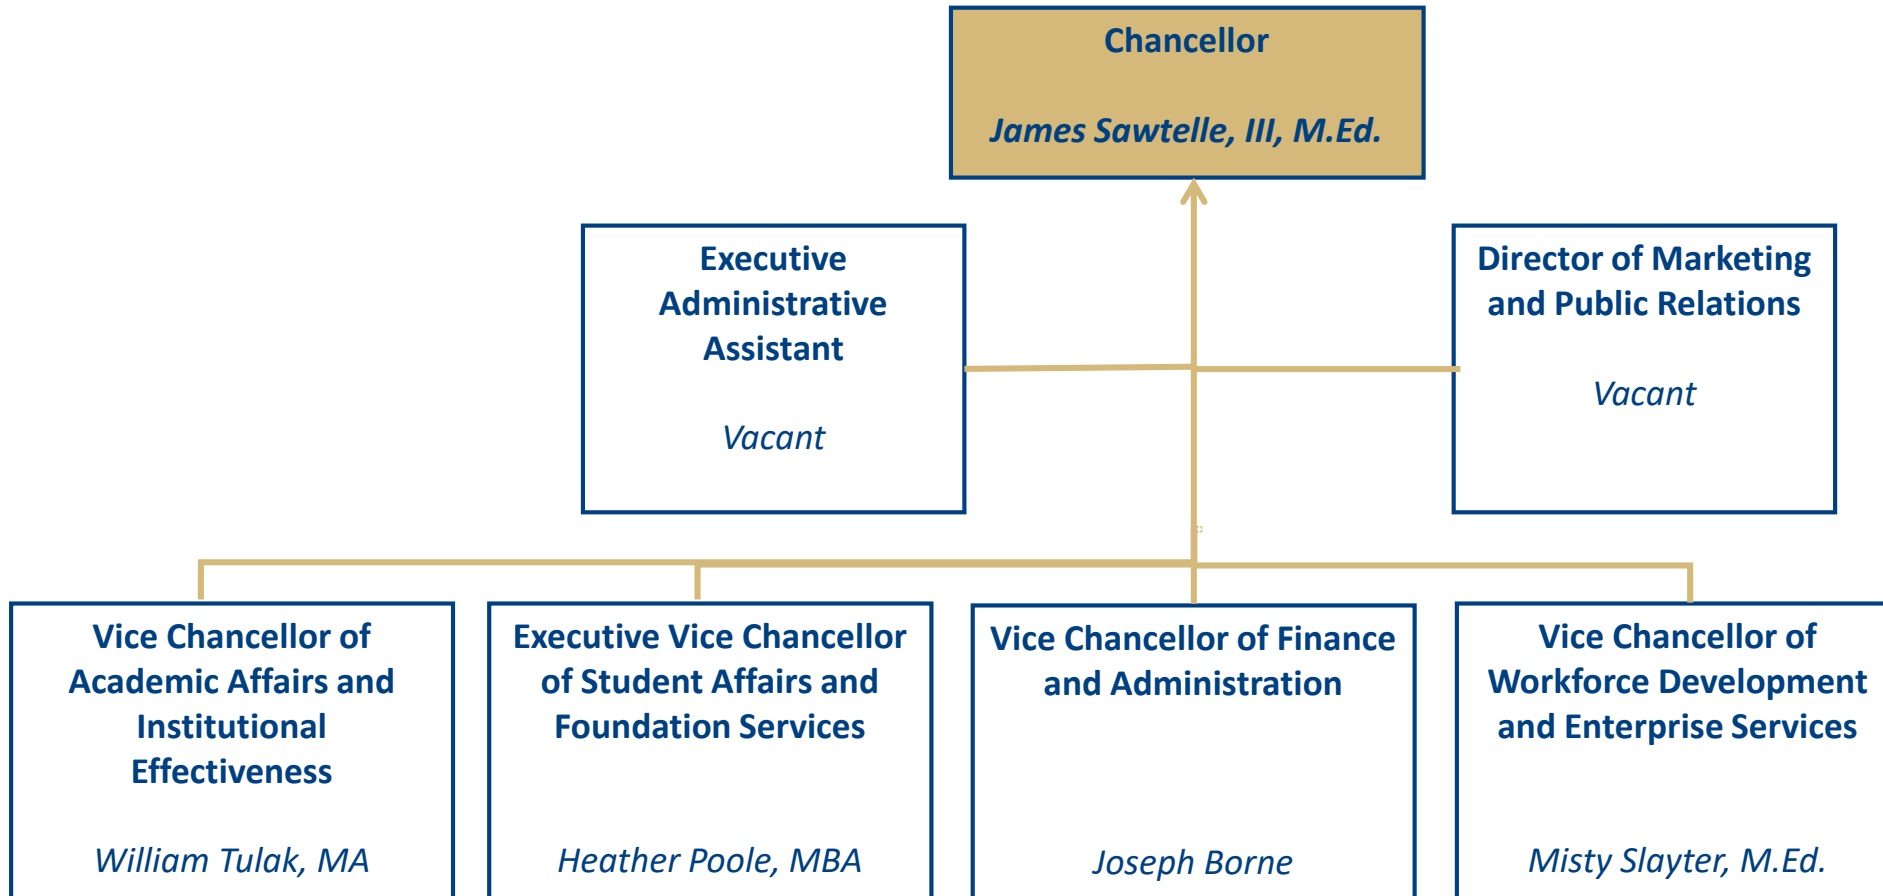 Chancellor
James Sawtelle, III, M.Ed.
Executive
Administrative
Assistant
Vacant
Director of Marketing
and Public Relations
Vacant
Vice Chancellor of
Academic Affairs and
Institutional
Effectiveness
William Tulak, MA
Executive Vice Chancellor
of Student Affairs and
Foundation Services
Heather Poole, MBA
Vice Chancellor of Finance
and Administration
Joseph Borne
Vice Chancellor of
Workforce Development
and Enterprise Services
Misty Slayter, M.Ed.